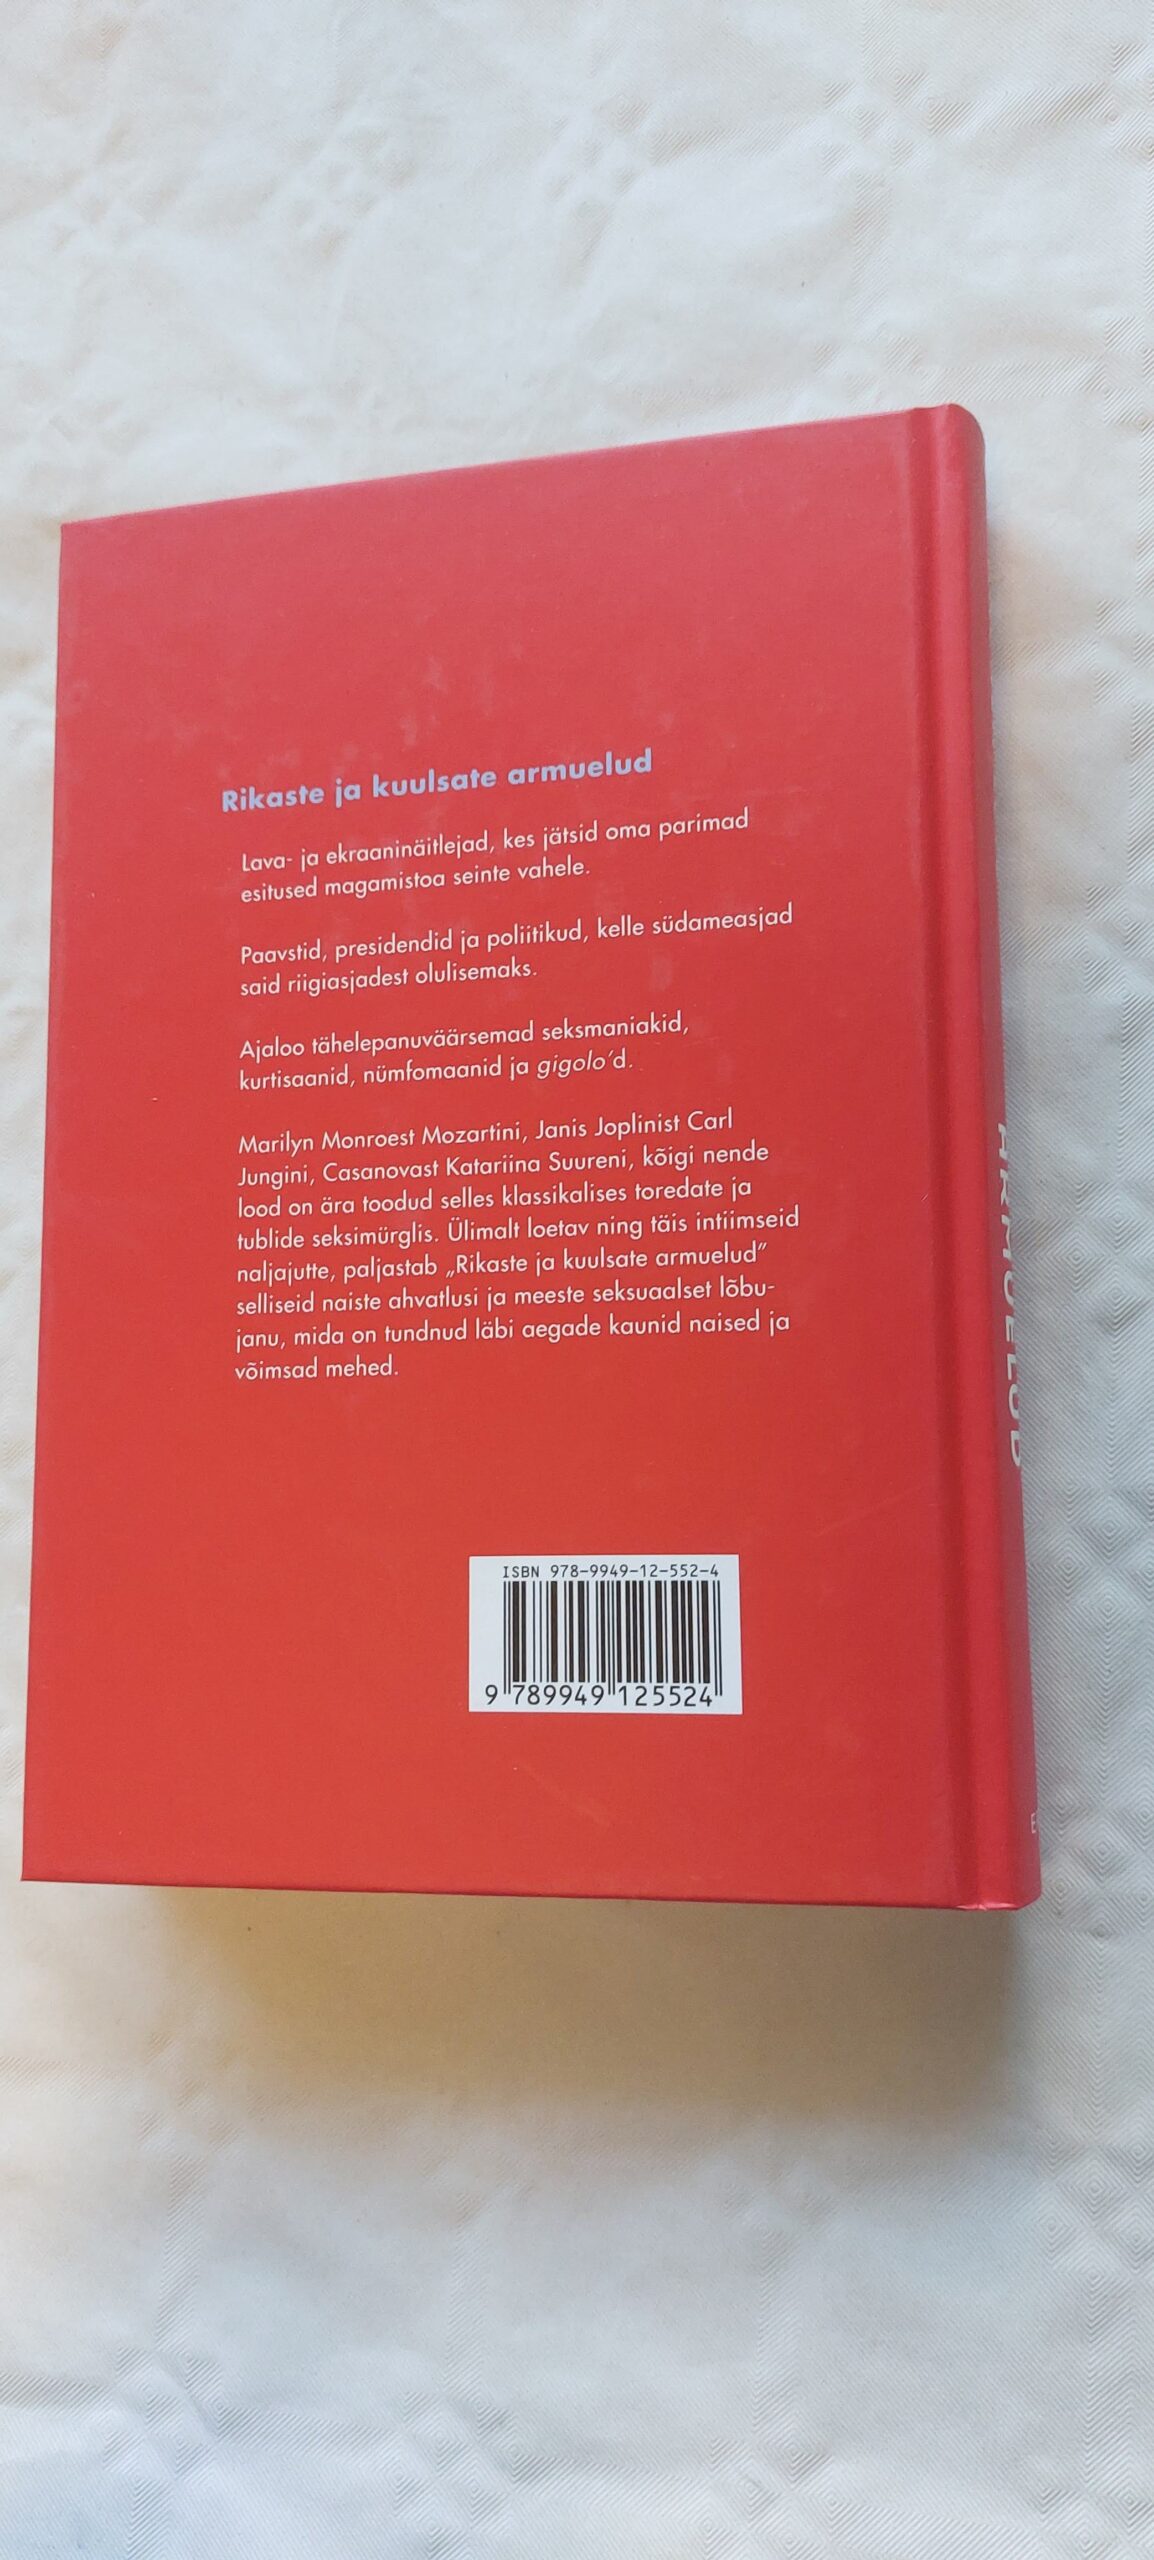 Rikaste ja kuulsate armuelud
Lava- ja ekraaninäitlejad, kes jätsid oma parimad
esitused magamistoa seinte vahele.
Paavstid, presidendid ja poliitikud, kelle südameasjad
said riigiasjadest olulisemaks.
Ajaloo tähelepanuväärsemad seksmaniakid,
kurtisaanid, nümfomaanid ja gigolo'd.
Marilyn Monroest Mozartini, Janis Joplinist Carl
Jungini, Casanovast Katariina Suureni, kõigi nende
lood on ära toodud selles klassikalises toredate ja
tublide seksimürglis. Ülimalt loetav ning täis intiimseid
naljajutte, paljastab „Rikaste ja kuulsate armuelud”
selliseid naiste ahvatlusi ja meeste seksuaalset lõbu-
janu, mida on tundnud läbi aegade kaunid naised ja
võimsad mehed.
ISBN 978-9949-12-552-4
9 789949 125524
ARMUELUD